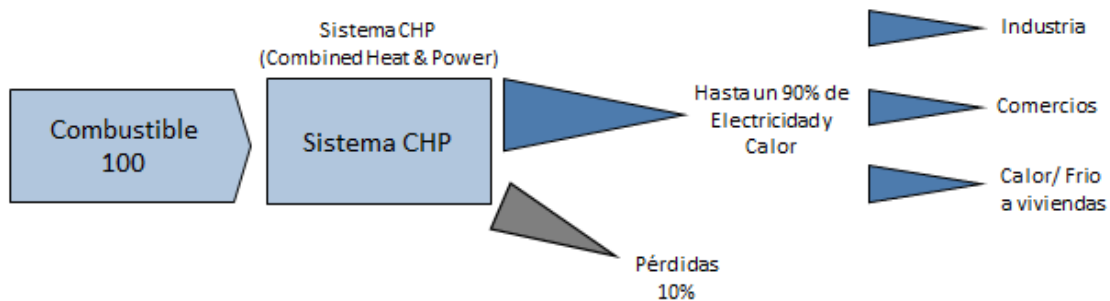 Sistema CHP
(Combined Heat & Power)
Combustible
100
Sistema CHP
Hasta un 90% de
Electricidad y
Calor
Pérdidas
10%
Industria
Comercios
Calor/ Frio
a viviendas